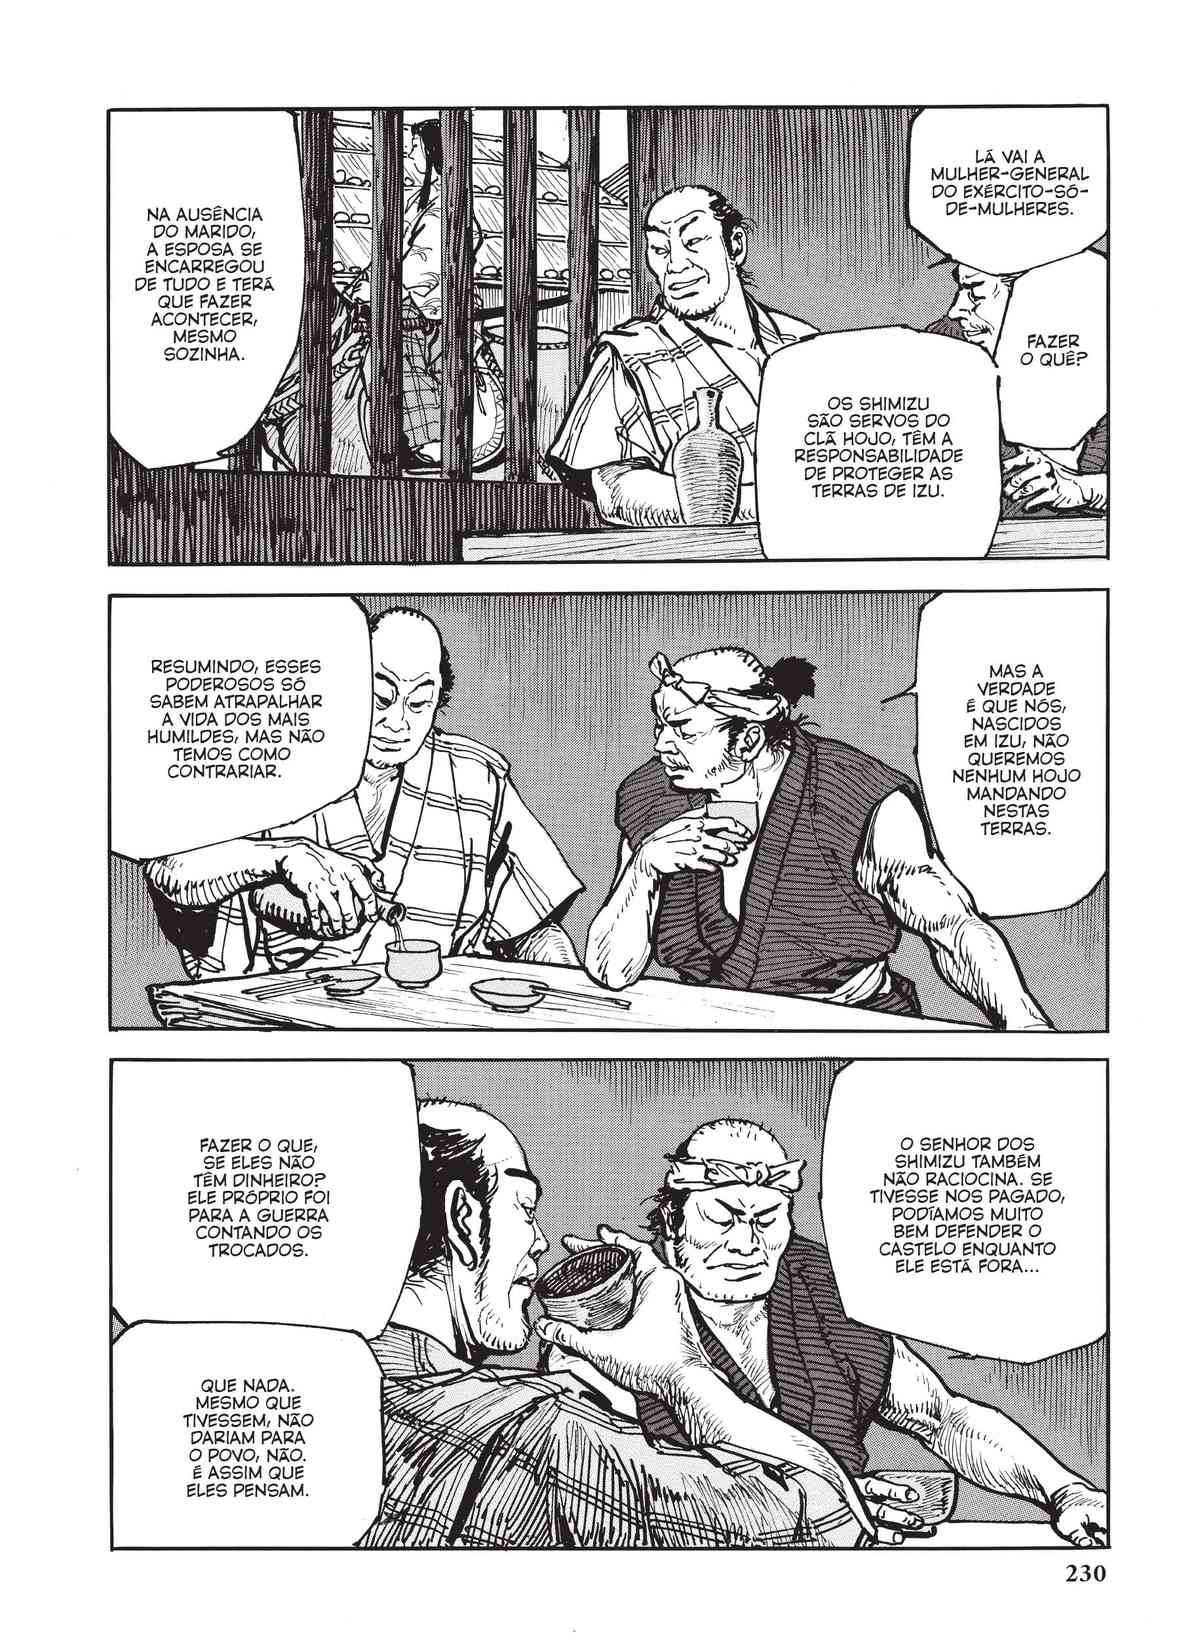 LÁ VAI A
MULHER-GENERAL
DO EXÉRCITO-SÓ-
DE-MULHERES.
FAZER
O QUÊ?
OS SHIMIZU
SÃO SERVOS DO
CLÃ HOJO, TÊM A
RESPONSABILIDADE
DE PROTEGER AS
TERRAS DE IZU.
NA AUSÊNCIA
DO MARIDO,
A ESPOSA SE
ENCARREGOU
DE TUDO E TERÁ
QUE FAZER
ACONTECER,
MESMO
SOZINHA.
MAS A
VERDADE
É QUE NÓS,
NASCIDOS
EM IZU, NÃO
QUEREMOS
NENHUM HOJO
MANDANDO
NESTAS
TERRAS.
RESUMINDO, ESSES
PODEROSOS SÓ
SABEM ATRAPALHAR
A VIDA DOS MAIS
HUMILDES, MAS NÃO
TEMOS COMO
CONTRARIAR.
O SENHOR DOS
SHIMIZU TAMBÉM
NÃO RACIOCINA. SE
TIVESSE NOS PAGADO,
PODÍAMOS MUITO
BEM DEFENDER O
CASTELO ENQUANTO
ELE ESTÁ FORA...
FAZER O QUE,
SE ELES NÃO
TÊM DINHEIRO?
ELE PRÓPRIO FOI
PARA A GUERRA
CONTANDO OS
TROCADOS.
QUE NADA.
MESMO QUE
TIVESSEM, NÃO
DARIAM PARA
O POVO, NÃO.
É ASSIM QUE
ELES PENSAM.
230